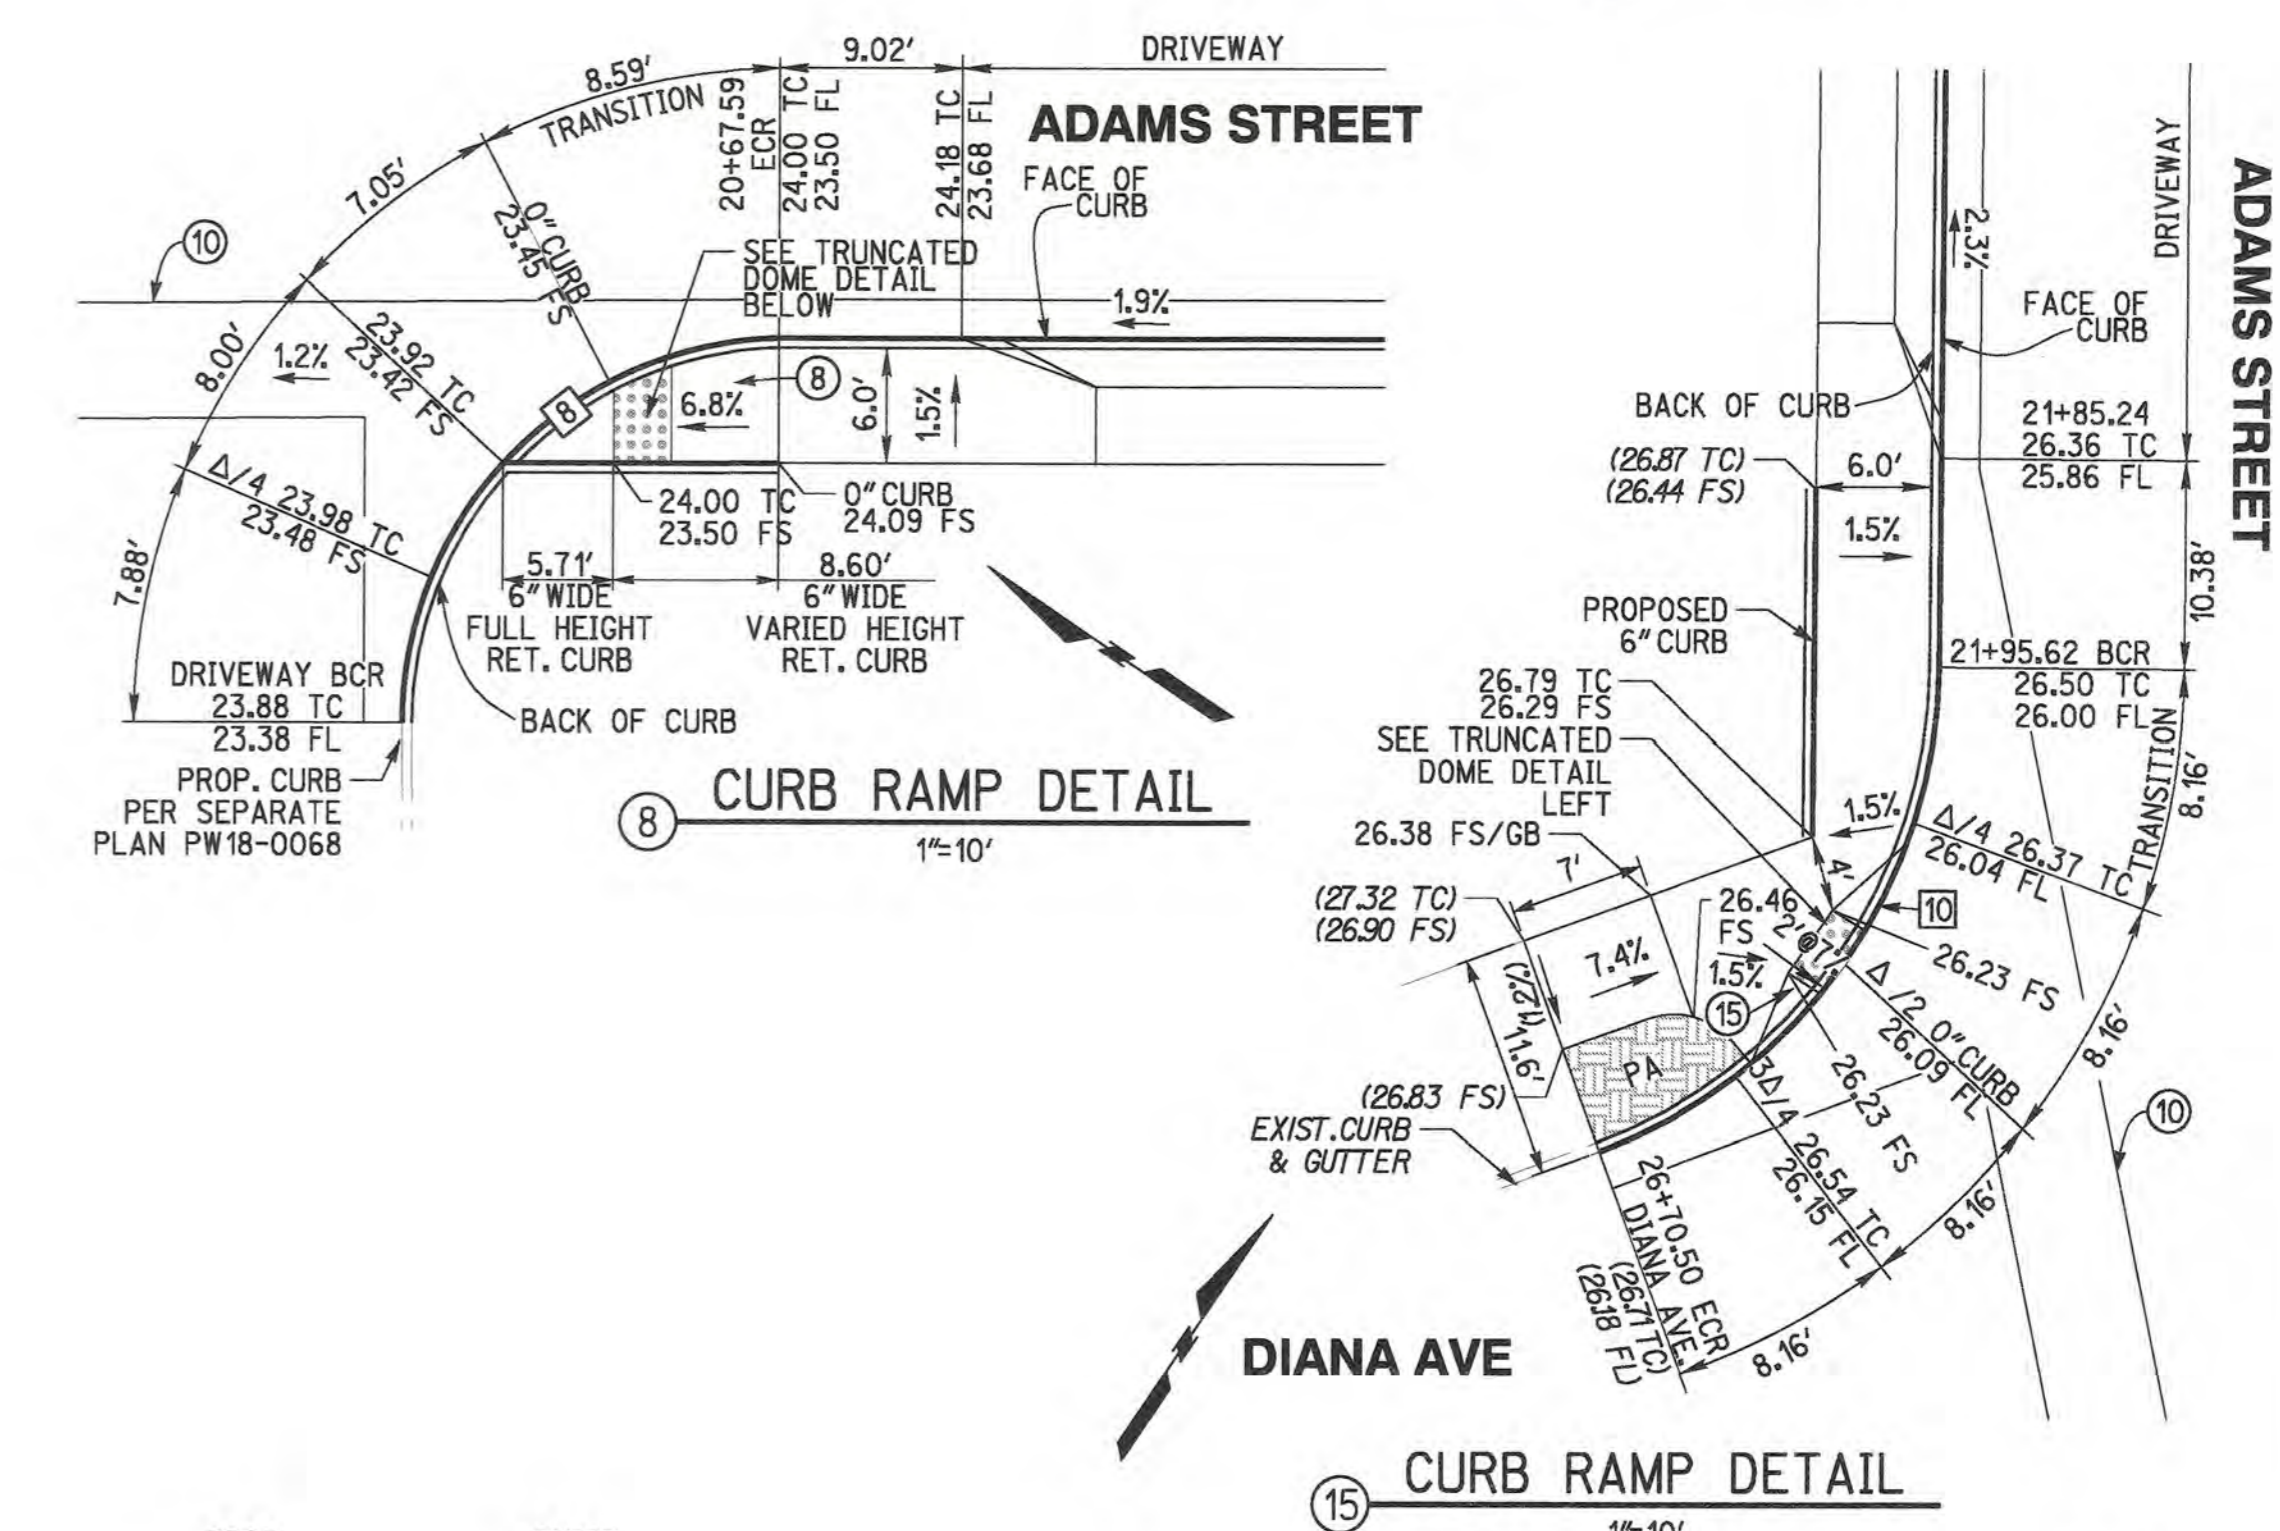 8.59'
TRANSITION
9.02'
DRIVEWAY
ADAMS STREET
7.05'
20+67.59
ECR
24.00 TC
23.50 FL
24.18 TC
23.68 FL
FACE OF
CURB
10
0" CURB
23.45 FS
SEE TRUNCATED
DOME DETAIL
BELOW
1.9%
8.00'
1.2%
23.92 TC
23.42 FS
8
6.8%
8
6.0'
1.5%
Δ/4 23.98 TC
23.48 FS
7.88'
24.00 TC
23.50 FS
0" CURB
24.09 FS
5.71'
6" WIDE
FULL HEIGHT
RET. CURB
8.60'
6" WIDE
VARIED HEIGHT
RET. CURB
DRIVEWAY BCR
23.88 TC
23.38 FL
BACK OF CURB
PROP. CURB
PER SEPARATE
PLAN PW18-0068
8
CURB RAMP DETAIL
1"=10'
DRIVEWAY
ADAMS STREET
2.3%
FACE OF
CURB
BACK OF CURB
21+85.24
26.36 TC
25.86 FL
(26.87 TC)
(26.44 FS)
6.0'
1.5%
10.38'
PROPOSED
6" CURB
21+95.62 BCR
26.50 TC
26.00 FL
26.79 TC
26.29 FS
SEE TRUNCATED
DOME DETAIL
LEFT
TRANSITION
8.16'
1.5%
Δ/4 26.37 TC
26.04 FL
26.38 FS/GB
7'
4'
(27.32 TC)
(26.90 FS)
26.46
FS
2'@7%
10
26.23 FS
(1.2%)
7.4%
1.5%
15
11.6'
Δ/2 0" CURB
26.09 FL
8.16'
PA
26.23 FS
(26.83 FS)
EXIST. CURB
& GUTTER
3Δ/4 26.54 TC
26.15 FL
8.16'
10
26+70.50 ECR
DIANA AVE.
(26.71 TC)
(26.18 FL)
8.16'
DIANA AVE
15
CURB RAMP DETAIL
1"=10'